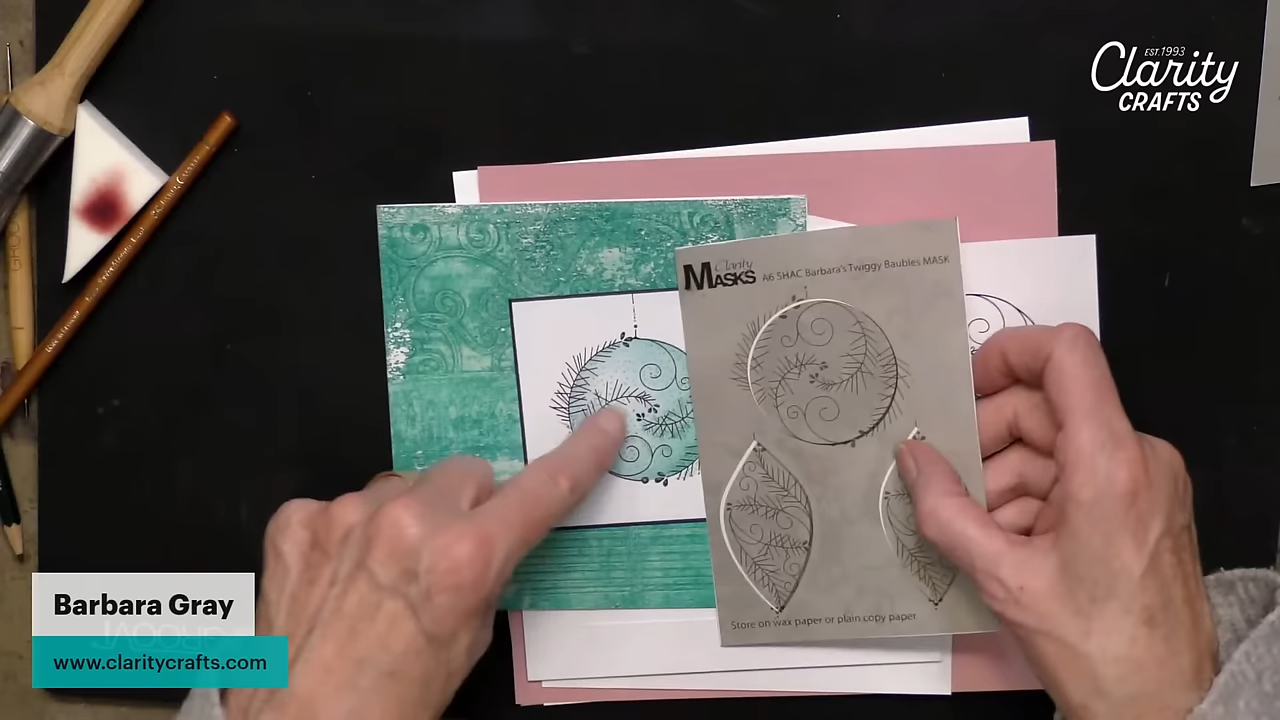 EST.1993
Clarity
CRAFTS
Clarity
MASKS
A6 SHAC Barbara's Twiggy Baubles MASK
Store on wax paper or plain copy paper
Barbara Gray
www.claritycrafts.com